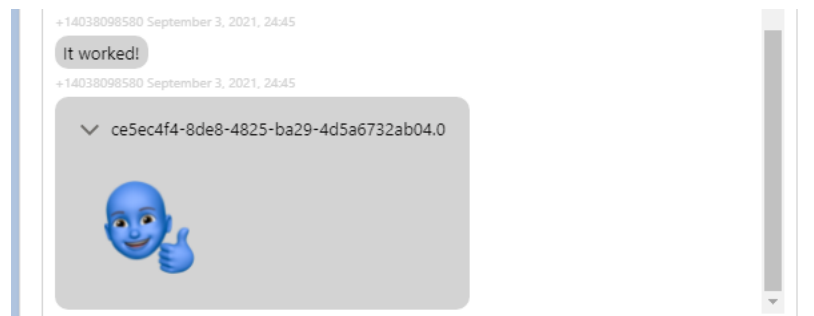 +14038098580 September 3, 2021, 24:45
It worked!
+14038098580 September 3, 2021, 24:45
ce5ec4f4-8de8-4825-ba29-4d5a6732ab04.0